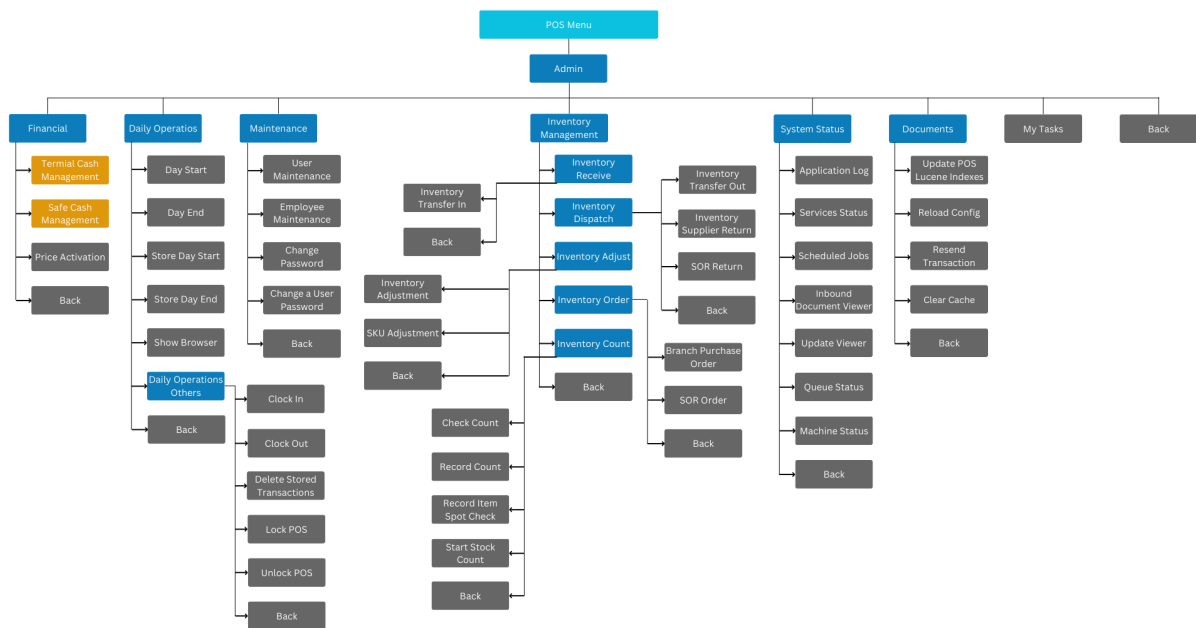 POS Menu
Admin
Financial
Daily Operatios
Maintenance
Inventory
Management
System Status
Documents
My Tasks
Back
Termial Cash
Management
Safe Cash
Management
Price Activation
Back
Day Start
Day End
Store Day Start
Store Day End
Show Browser
Daily Operations
Others
Back
Clock In
Clock Out
Delete Stored
Transactions
Lock POS
Unlock POS
Back
User
Maintenance
Employee
Maintenance
Change
Password
Change a User
Password
Back
Inventory
Receive
Inventory
Transfer In
Back
Inventory
Dispatch
Inventory
Transfer Out
Inventory
Supplier Return
SOR Return
Back
Inventory Adjust
Inventory
Adjustment
SKU Adjustment
Back
Inventory Order
Branch Purchase
Order
SOR Order
Back
Inventory Count
Check Count
Record Count
Record Item
Spot Check
Start Stock
Count
Back
Back
Application Log
Services Status
Scheduled Jobs
Inbound
Document Viewer
Update Viewer
Queue Status
Machine Status
Back
Update POS
Lucene Indexes
Reload Config
Resend
Transaction
Clear Cache
Back